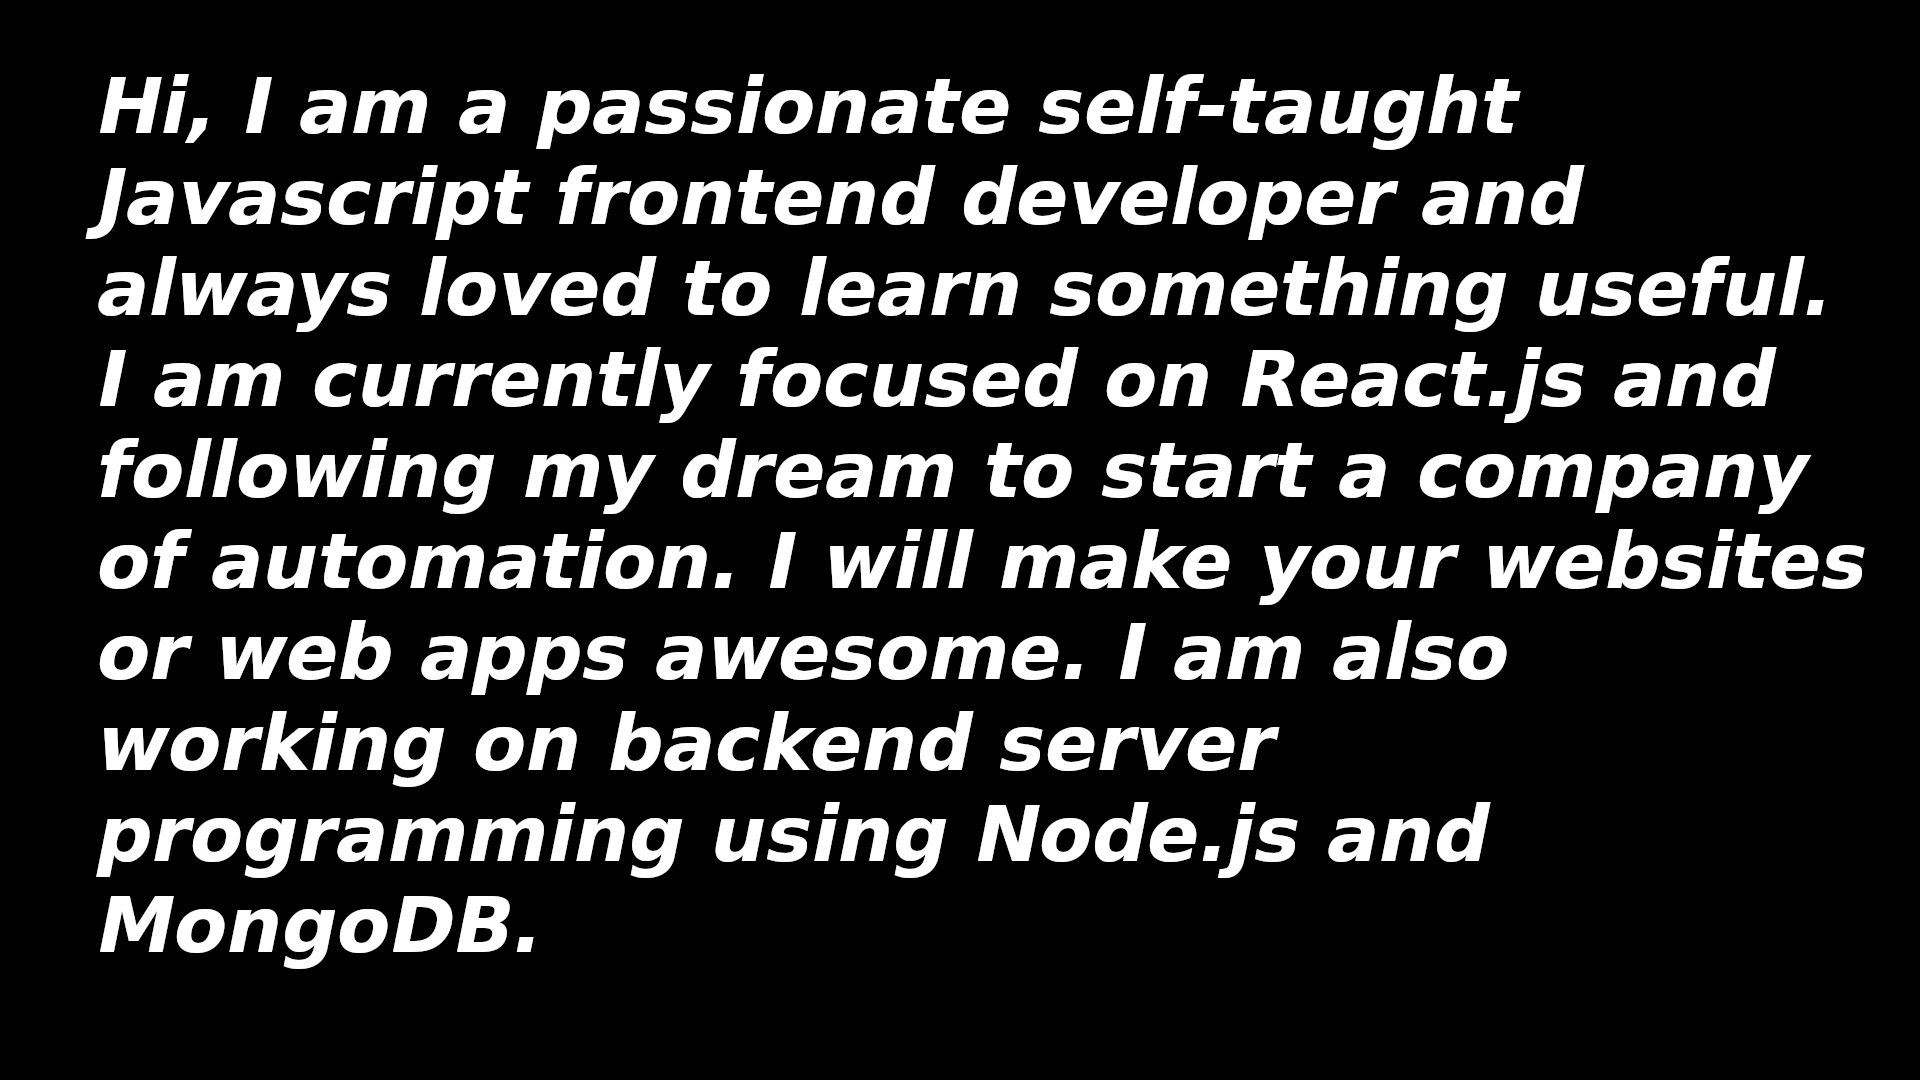 Hi, I am a passionate self-taught
Javascript frontend developer and
always loved to learn something useful.
I am currently focused on React.js and
following my dream to start a company
of automation. I will make your websites
or web apps awesome. I am also
working on backend server
programming using Node.js and
MongoDB.